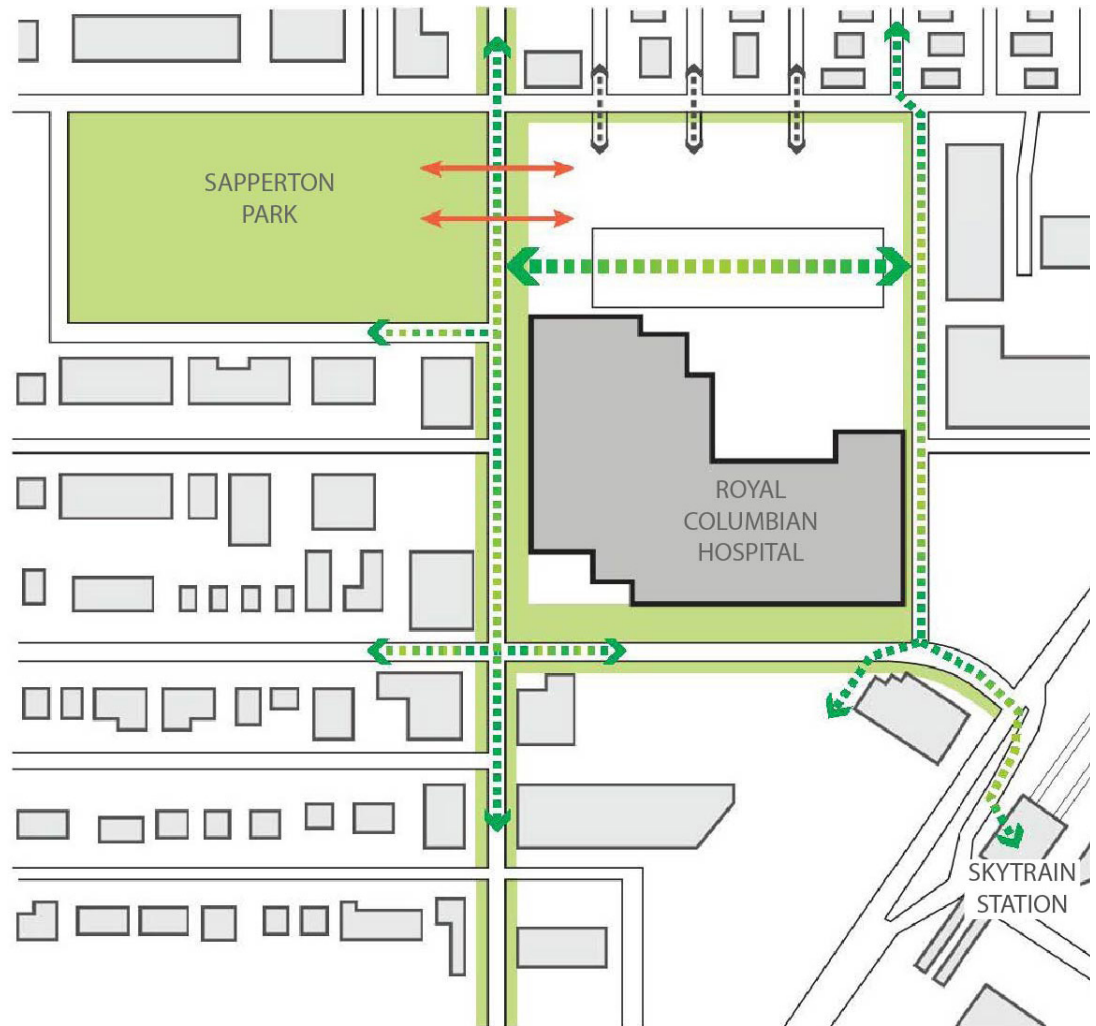 SAPPERTON
PARK
ROYAL
COLUMBIAN
HOSPITAL
SKYTRAIN
STATION